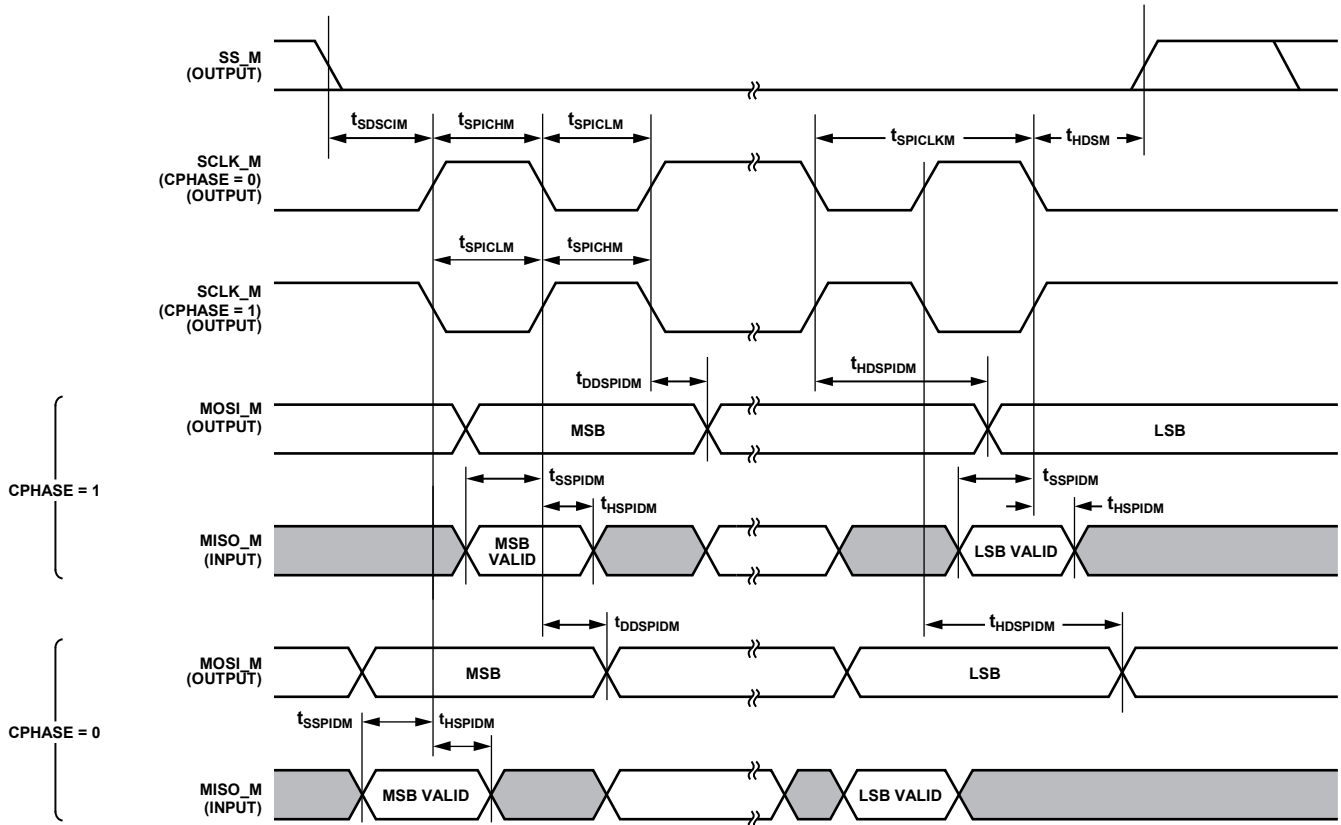 SS_M
(OUTPUT)
tSDSCIM
tSPICHM
tSPICLM
tSPICLKM
tHDSM
SCLK_M
(CPHASE = 0)
(OUTPUT)
tSPICLM
tSPICHM
SCLK_M
(CPHASE = 1)
(OUTPUT)
tDDSPIDM
tHDSPIDM
MOSI_M
(OUTPUT)
MSB
LSB
CPHASE = 1
tSSPIDM
tSSPIDM
tHSPIDM
tHSPIDM
MISO_M
(INPUT)
MSB
VALID
LSB VALID
tDDSPIDM
tHDSPIDM
MOSI_M
(OUTPUT)
MSB
LSB
CPHASE = 0
tSSPIDM
tHSPIDM
MISO_M
(INPUT)
MSB VALID
LSB VALID